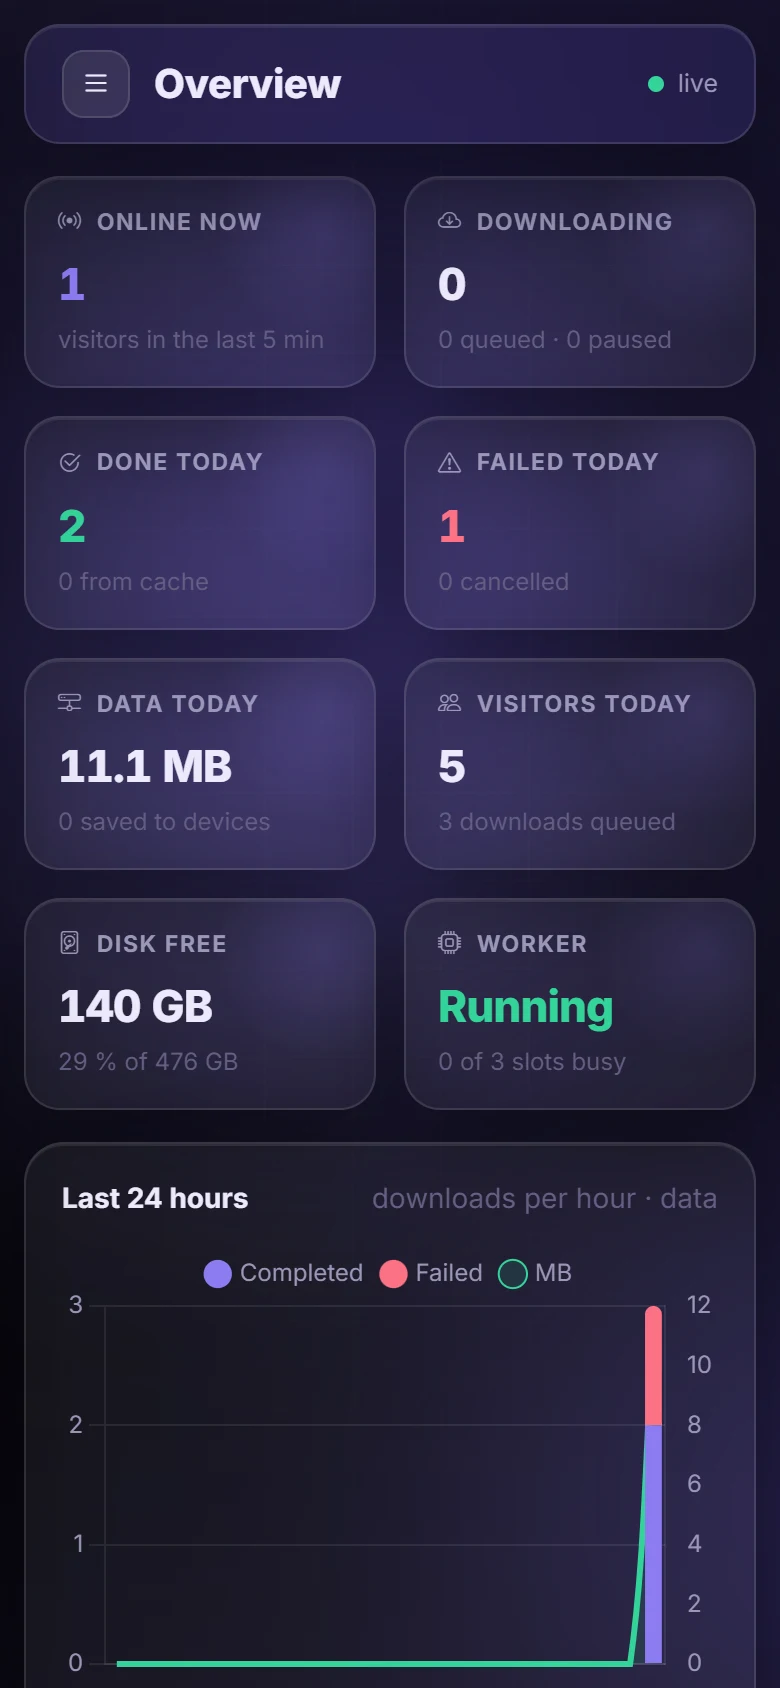 Overview
live
ONLINE NOW
1
visitors in the last 5 min
DOWNLOADING
0
0 queued · 0 paused
DONE TODAY
2
0 from cache
FAILED TODAY
1
0 cancelled
DATA TODAY
11.1 MB
0 saved to devices
VISITORS TODAY
5
3 downloads queued
DISK FREE
140 GB
29 % of 476 GB
WORKER
Running
0 of 3 slots busy
Last 24 hours
downloads per hour · data
Completed Failed MB
3 12
10
2 8
6
1 4
2
0 0